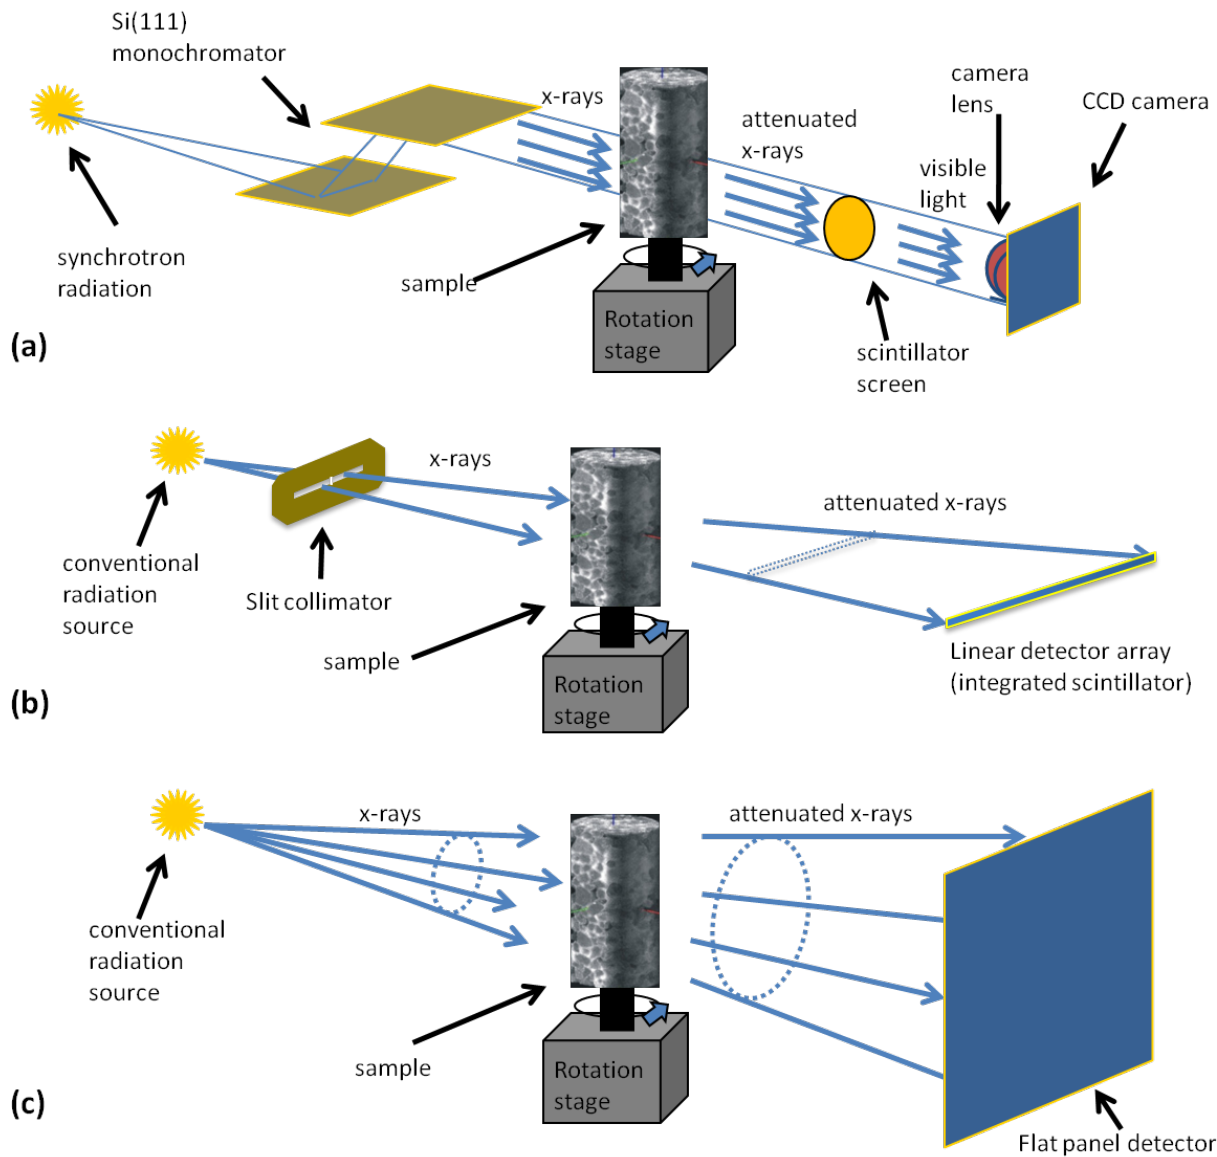 Si(111)
monochromator
x-rays
attenuated
x-rays
camera
lens
CCD camera
visible
light
synchrotron
radiation
sample
Rotation
stage
scintillator
screen
(a)
x-rays
attenuated x-rays
conventional
radiation
source
Slit collimator
sample
Rotation
stage
Linear detector array
(integrated scintillator)
(b)
x-rays
attenuated x-rays
conventional
radiation
source
sample
Rotation
stage
(c)
Flat panel detector